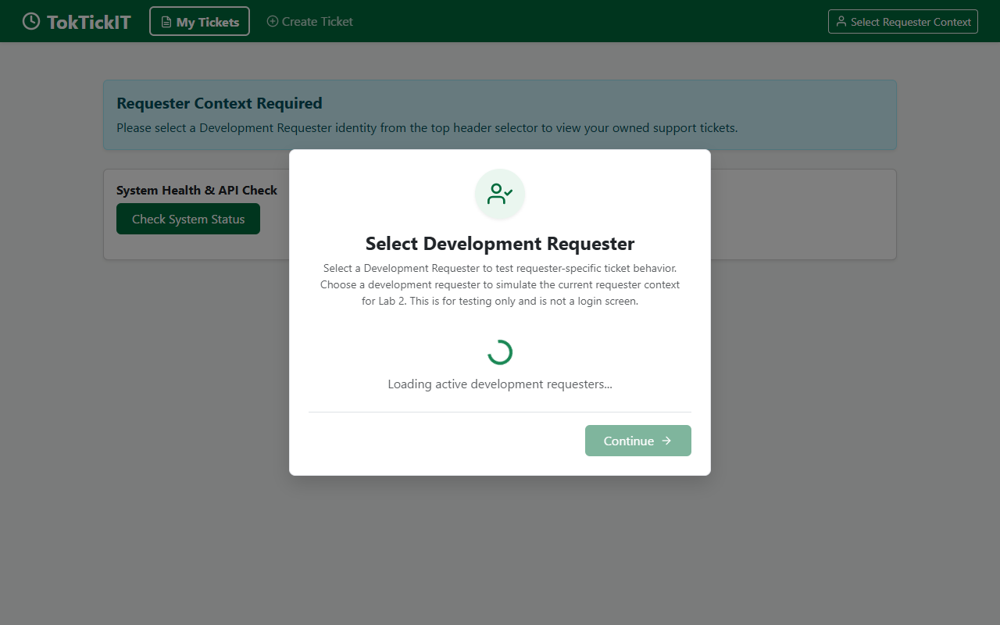 TokTickIT
My Tickets
Create Ticket
Select Requester Context
Requester Context Required
Please select a Development Requester identity from the top header selector to view your owned support tickets.
System Health & API Check
Check System Status
Select Development Requester
Select a Development Requester to test requester-specific ticket behavior.
Choose a development requester to simulate the current requester context
for Lab 2. This is for testing only and is not a login screen.
Loading active development requesters...
Continue